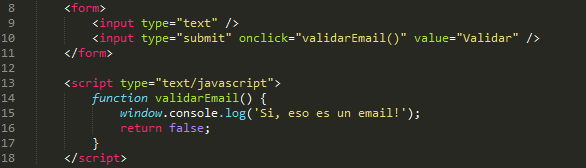 8 <form>
9 <input type="text" />
10 <input type="submit" onclick="validarEmail()" value="Validar" />
11 </form>
12
13 <script type="text/javascript">
14 function validarEmail() {
15 window.console.log('Si, eso es un email!');
16 return false;
17 }
18 </script>